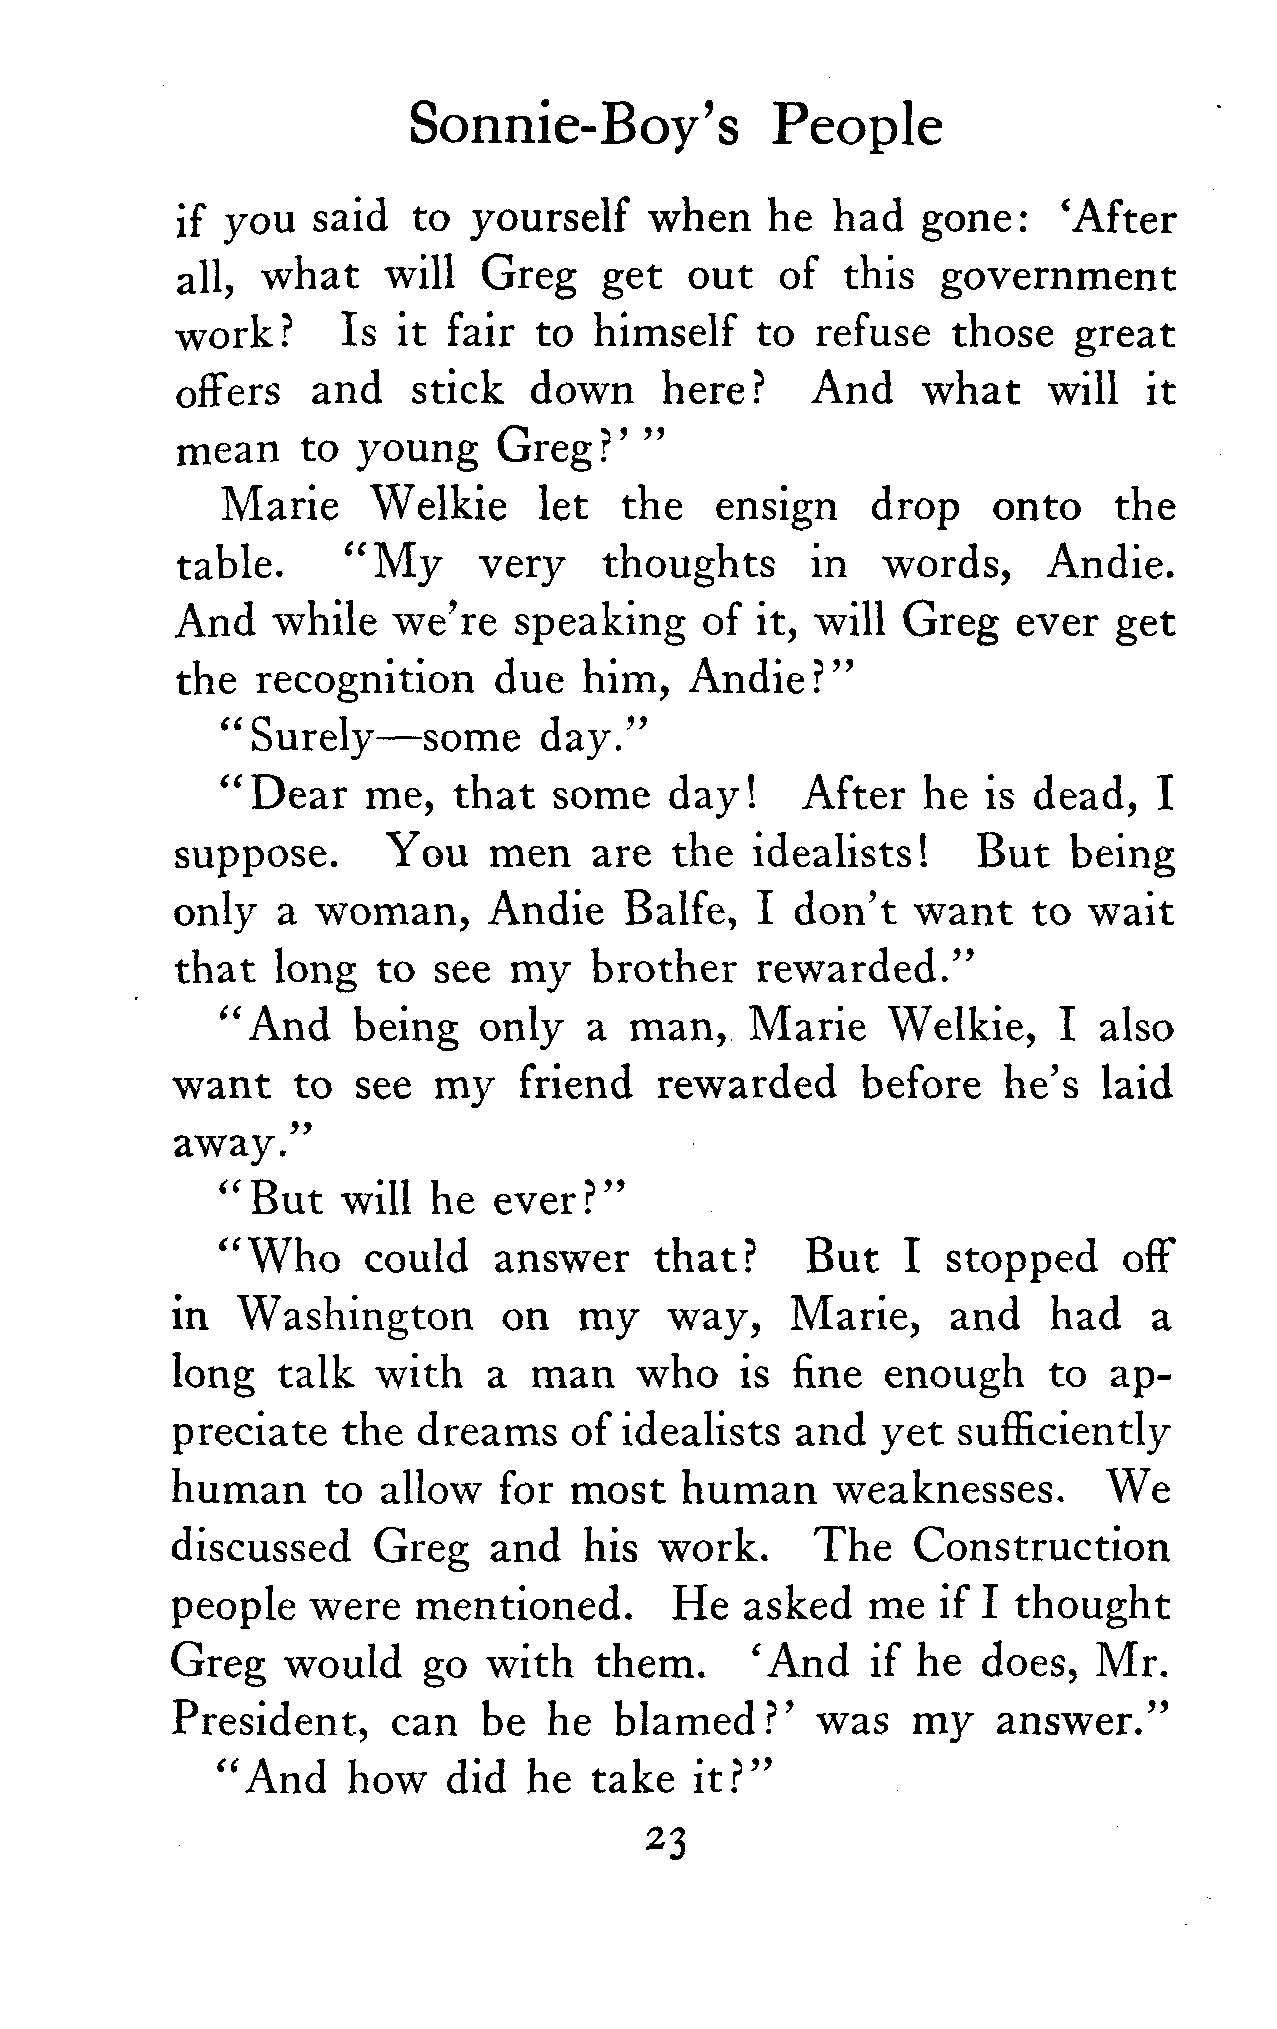 Sonnie-Boy's People
if you said to yourself when he had gone: 'After
all, what will Greg get out of this government
work? Is it fair to himself to refuse those great
offers and stick down here? And what will it
mean to young Greg?' "
Marie Welkie let the ensign drop onto the
table. "My very thoughts in words, Andie.
And while we're speaking of it, will Greg ever get
the recognition due him, Andie?"
"Surely—some day."
"Dear me, that some day! After he is dead, I
suppose. You men are the idealists! But being
only a woman, Andie Balfe, I don't want to wait
that long to see my brother rewarded."
"And being only a man, Marie Welkie, I also
want to see my friend rewarded before he's laid
away."
"But will he ever?"
"Who could answer that? But I stopped off
in Washington on my way, Marie, and had a
long talk with a man who is fine enough to ap-
preciate the dreams of idealists and yet sufficiently
human to allow for most human weaknesses. We
discussed Greg and his work. The Construction
people were mentioned. He asked me if I thought
Greg would go with them. 'And if he does, Mr.
President, can be he blamed?' was my answer."
"And how did he take it?"
23